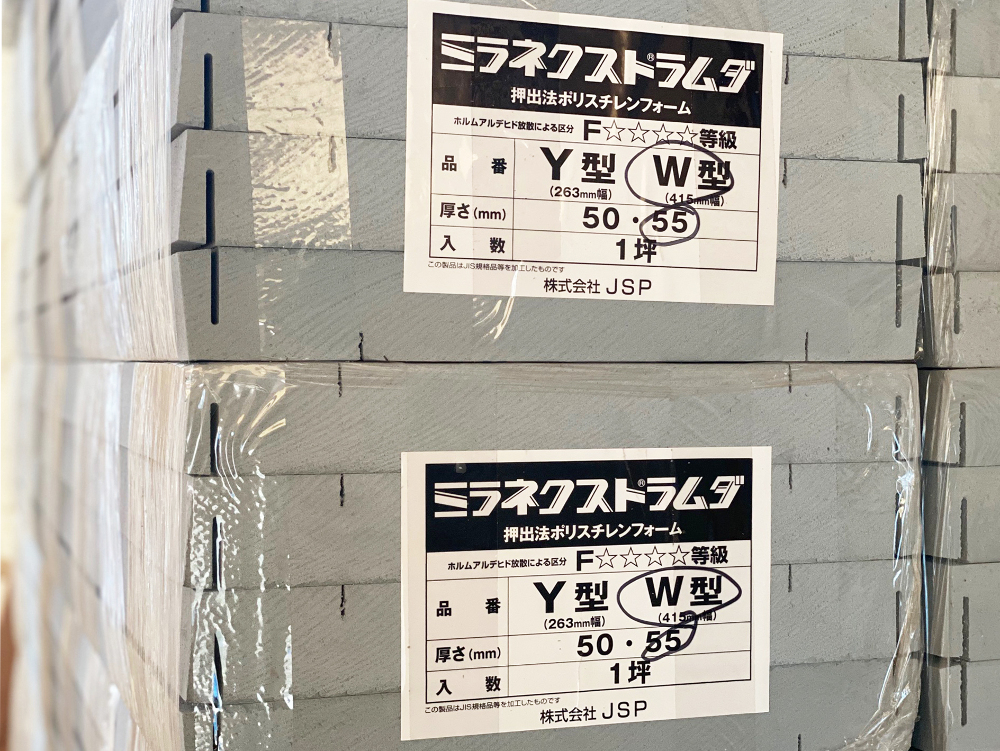 ミラネクストラムダ®
押出法ポリスチレンフォーム
ホルムアルデヒド放散による区分 F☆☆☆☆等級
品番 Y型 W型
(263mm幅) (415mm幅)
厚さ(mm) 50・55
入数 1坪
この製品はJIS規格品等を加工したものです
株式会社 JSP
ミラネクストラムダ®
押出法ポリスチレンフォーム
ホルムアルデヒド放散による区分 F☆☆☆☆等級
品番 Y型 W型
(263mm幅) (415mm幅)
厚さ(mm) 50・55
入数 1坪
この製品はJIS規格品等を加工したものです
株式会社 JSP